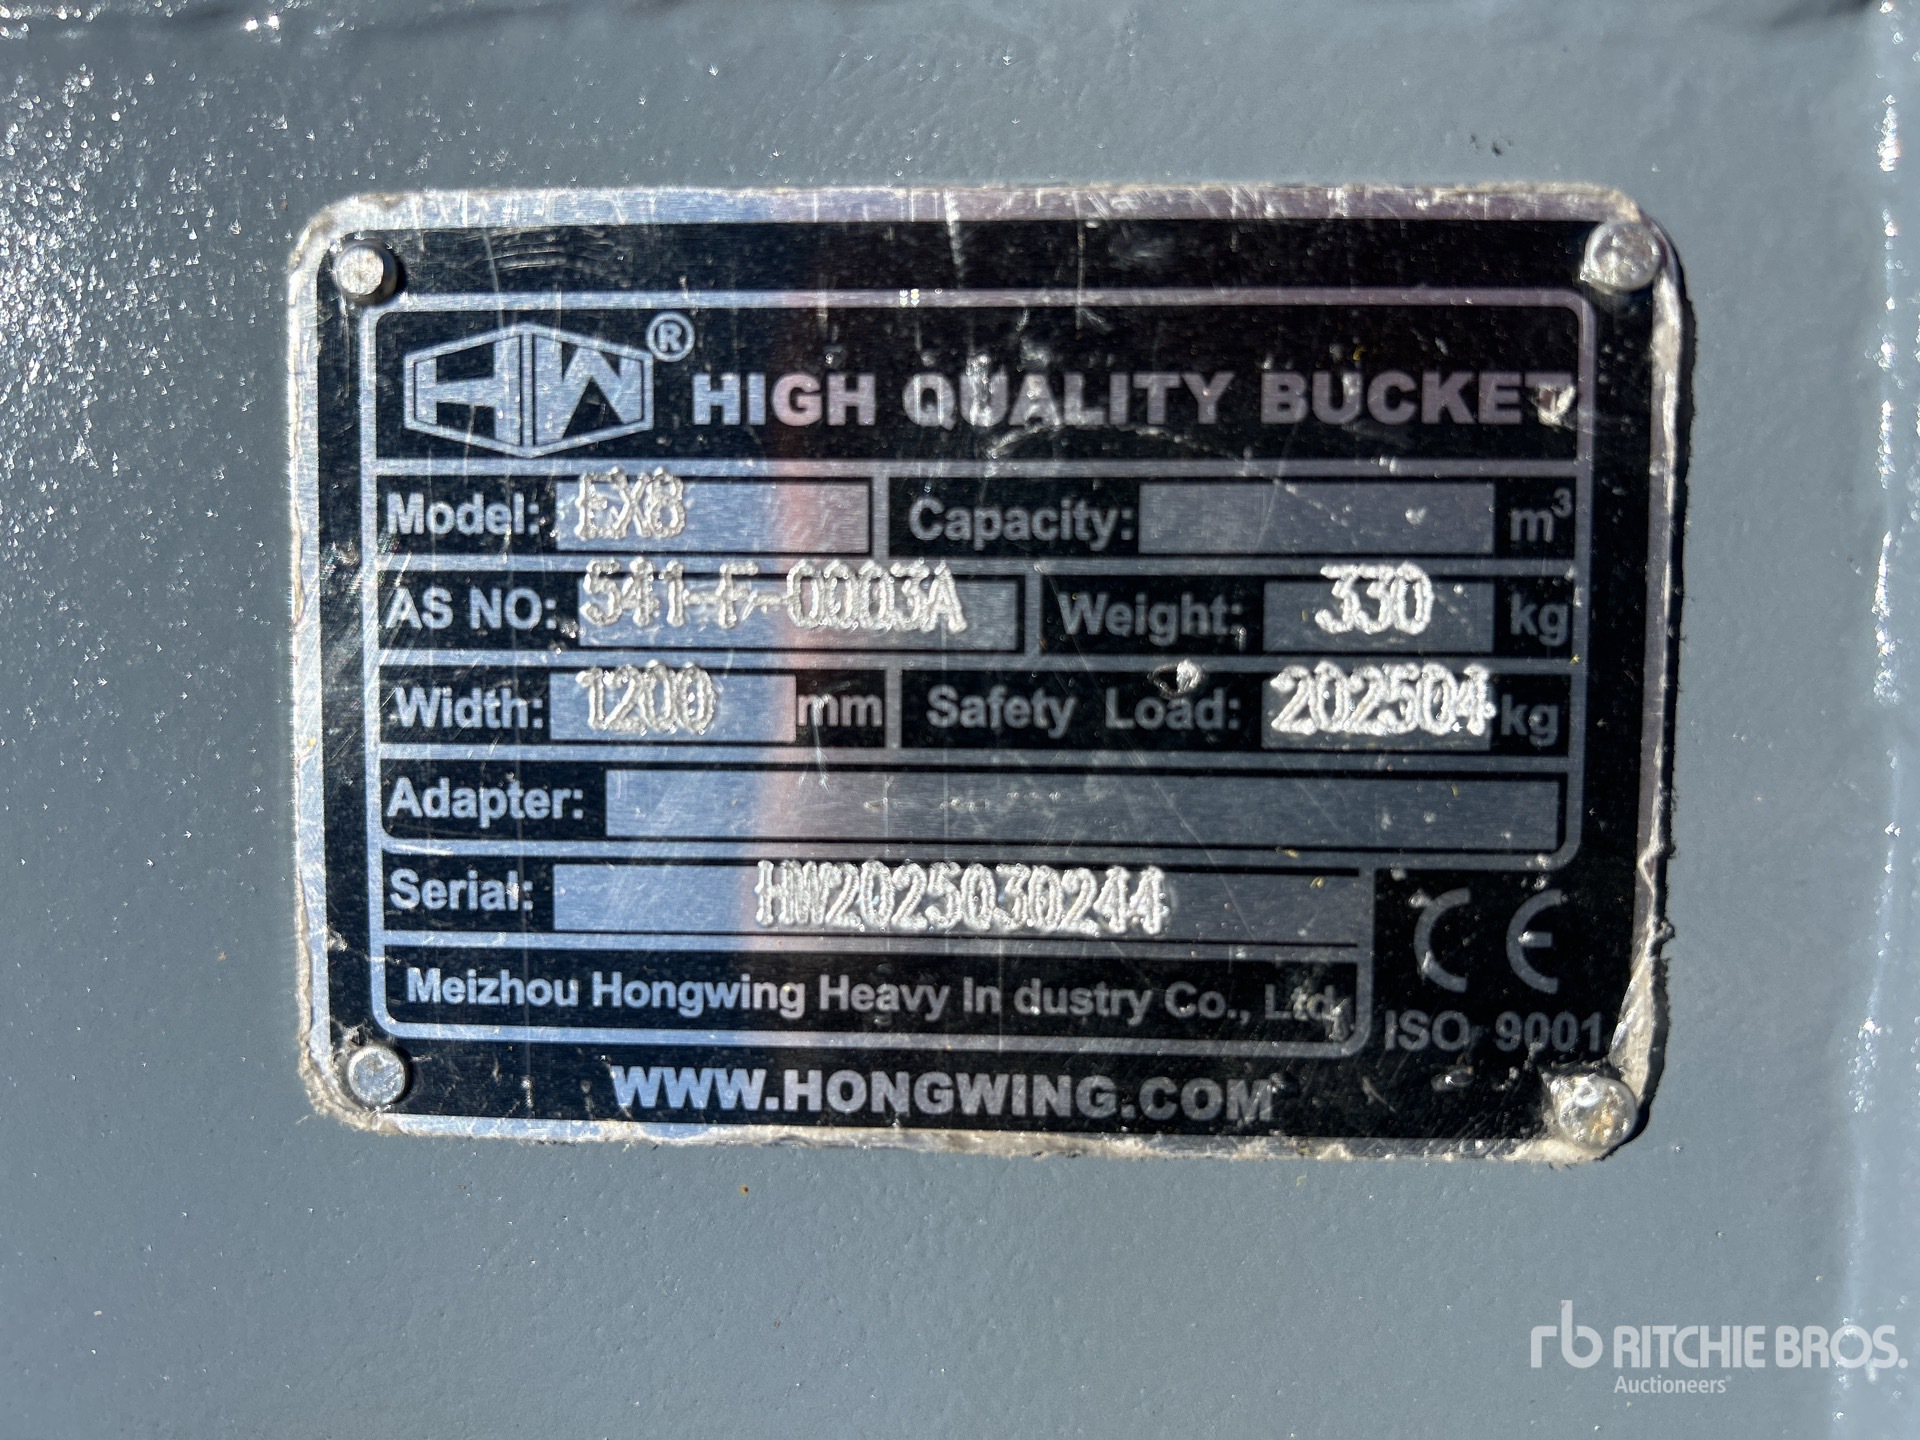 HW® HIGH QUALITY BUCKET
Model: EX8 Capacity: m³
AS NO: 541-F-0003A Weight: 330 kg
Width: 1200 mm Safety Load: 202504 kg
Adapter:
Serial: HW2025030244
Meizhou Hongwing Heavy In dustry Co., Ltd.
CE
ISO 9001
WWW.HONGWING.COM
rb RITCHIE BROS.
Auctioneers